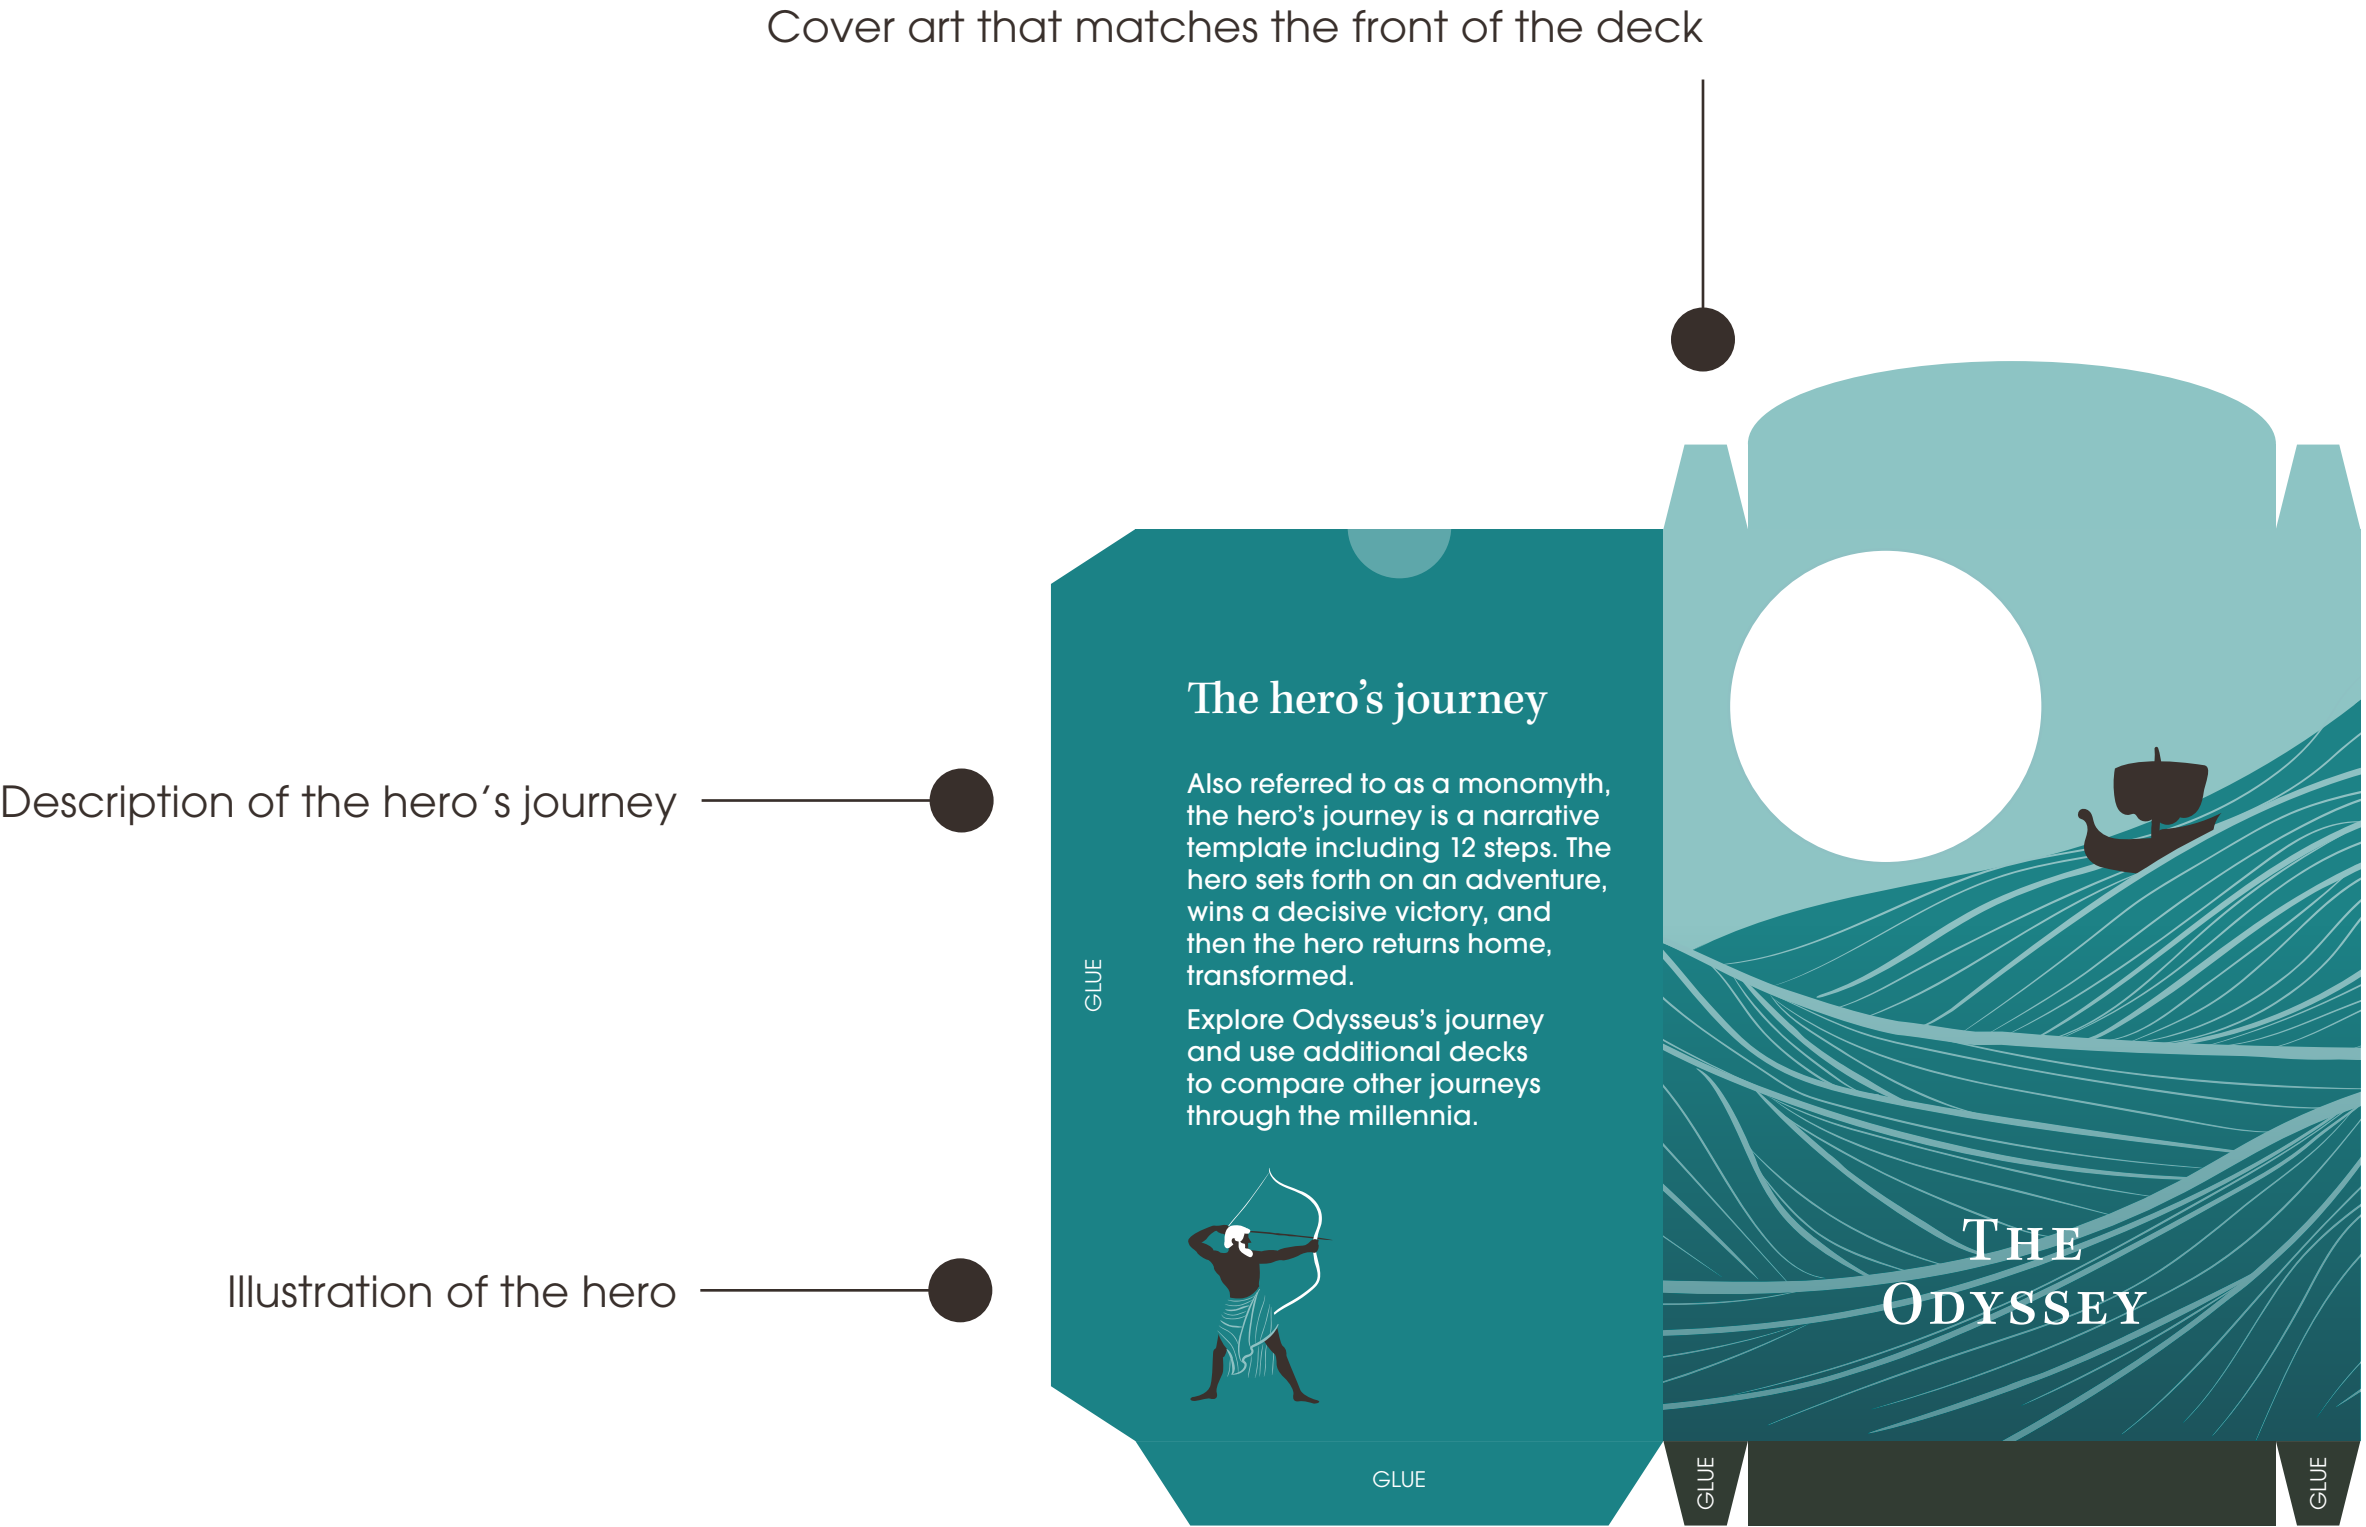 Cover art that matches the front of the deck
The hero’s journey
Description of the hero’s journey
Also referred to as a monomyth,
the hero’s journey is a narrative
template including 12 steps. The
hero sets forth on an adventure,
wins a decisive victory, and
then the hero returns home,
transformed.
Explore Odysseus’s journey
and use additional decks
to compare other journeys
through the millennia.
GLUE
Illustration of the hero
THE
ODYSSEY
GLUE
GLUE
GLUE